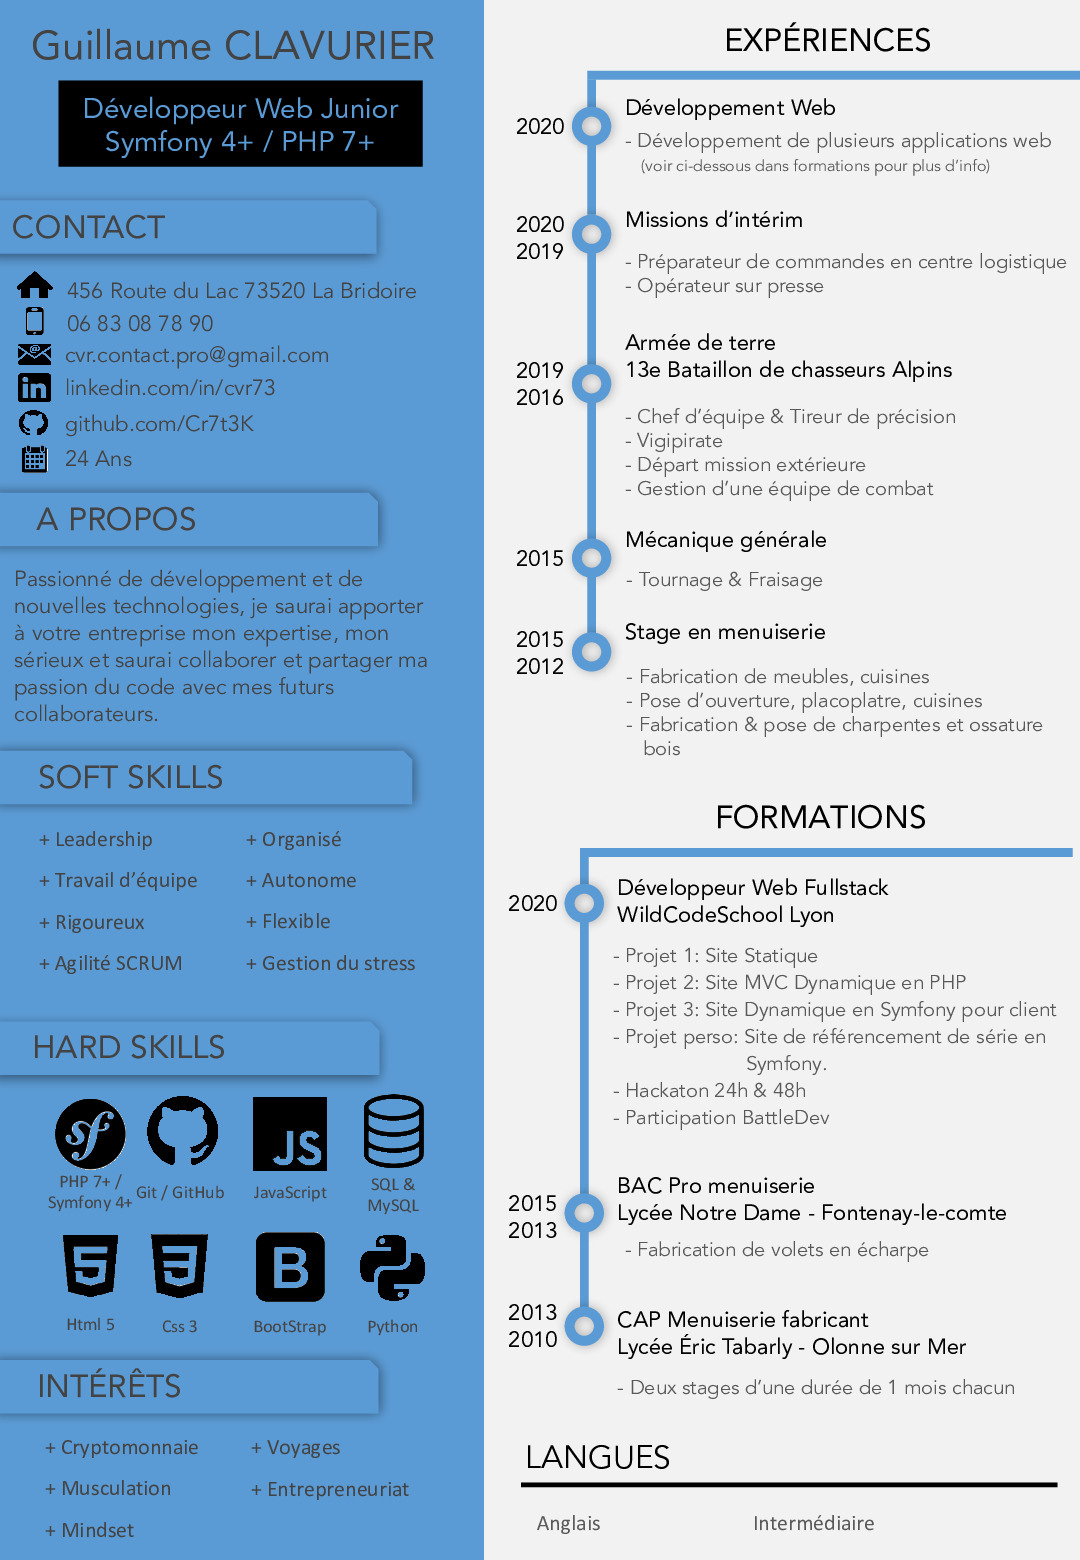 Guillaume CLAVURIER
Développeur Web Junior
Symfony 4+ / PHP 7+
CONTACT
456 Route du Lac 73520 La Bridoire
06 83 08 78 90
cvr.contact.pro@gmail.com
linkedin.com/in/cvr73
github.com/Cr7t3K
24 Ans
A PROPOS
Passionné de développement et de
nouvelles technologies, je saurai apporter
à votre entreprise mon expertise, mon
sérieux et saurai collaborer et partager ma
passion du code avec mes futurs
collaborateurs.
SOFT SKILLS
+ Leadership
+ Organisé
+ Travail d’équipe
+ Autonome
+ Rigoureux
+ Flexible
+ Agilité SCRUM
+ Gestion du stress
HARD SKILLS
sf
JS
PHP 7+ /
Symfony 4+
Git / GitHub
JavaScript
SQL &
MySQL
5
3
B
Html 5
Css 3
BootStrap
Python
INTÉRÊTS
+ Cryptomonnaie
+ Voyages
+ Musculation
+ Entrepreneuriat
+ Mindset
EXPÉRIENCES
2020
Développement Web
- Développement de plusieurs applications web
(voir ci-dessous dans formations pour plus d’info)
2020
2019
Missions d’intérim
- Préparateur de commandes en centre logistique
- Opérateur sur presse
2019
2016
Armée de terre
13e Bataillon de chasseurs Alpins
- Chef d’équipe & Tireur de précision
- Vigipirate
- Départ mission extérieure
- Gestion d’une équipe de combat
2015
Mécanique générale
- Tournage & Fraisage
2015
2012
Stage en menuiserie
- Fabrication de meubles, cuisines
- Pose d’ouverture, placoplatre, cuisines
- Fabrication & pose de charpentes et ossature
bois
FORMATIONS
2020
Développeur Web Fullstack
WildCodeSchool Lyon
- Projet 1: Site Statique
- Projet 2: Site MVC Dynamique en PHP
- Projet 3: Site Dynamique en Symfony pour client
- Projet perso: Site de référencement de série en
Symfony.
- Hackaton 24h & 48h
- Participation BattleDev
2015
2013
BAC Pro menuiserie
Lycée Notre Dame - Fontenay-le-comte
- Fabrication de volets en écharpe
2013
2010
CAP Menuiserie fabricant
Lycée Éric Tabarly - Olonne sur Mer
- Deux stages d’une durée de 1 mois chacun
LANGUES
Anglais
Intermédiaire